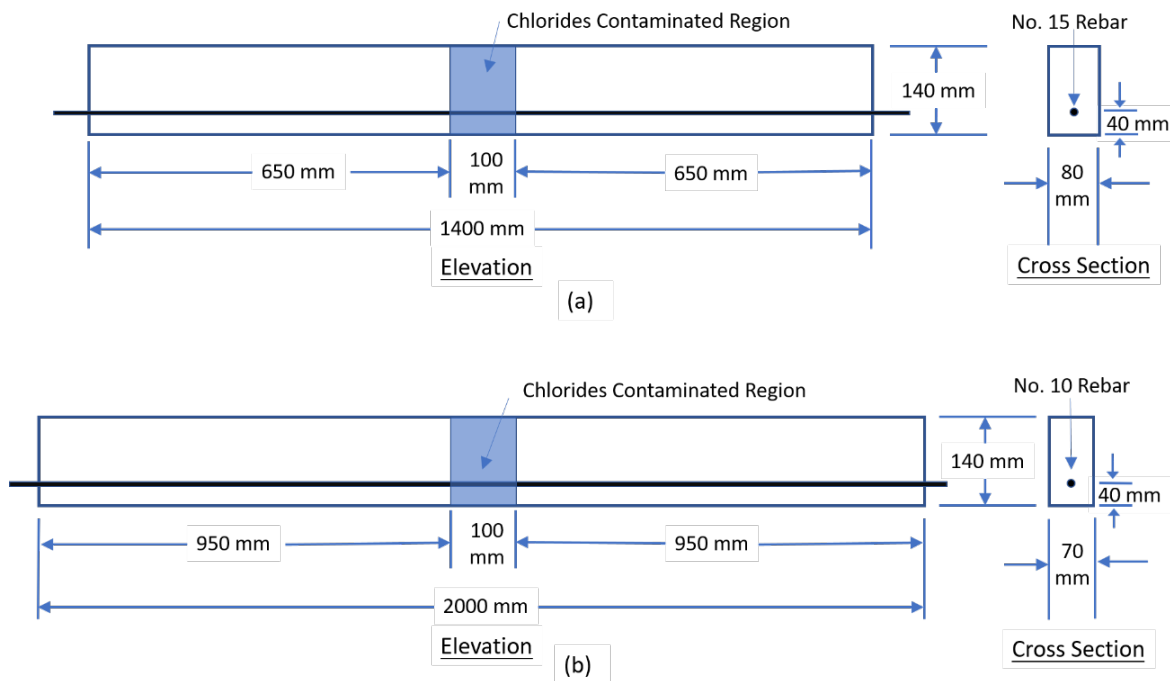 Chlorides Contaminated Region
No. 15 Rebar
140 mm
40 mm
650 mm
100
mm
650 mm
80
mm
1400 mm
Elevation
Cross Section
(a)
Chlorides Contaminated Region
No. 10 Rebar
140 mm
40 mm
950 mm
100
mm
950 mm
70
mm
2000 mm
Elevation
Cross Section
(b)